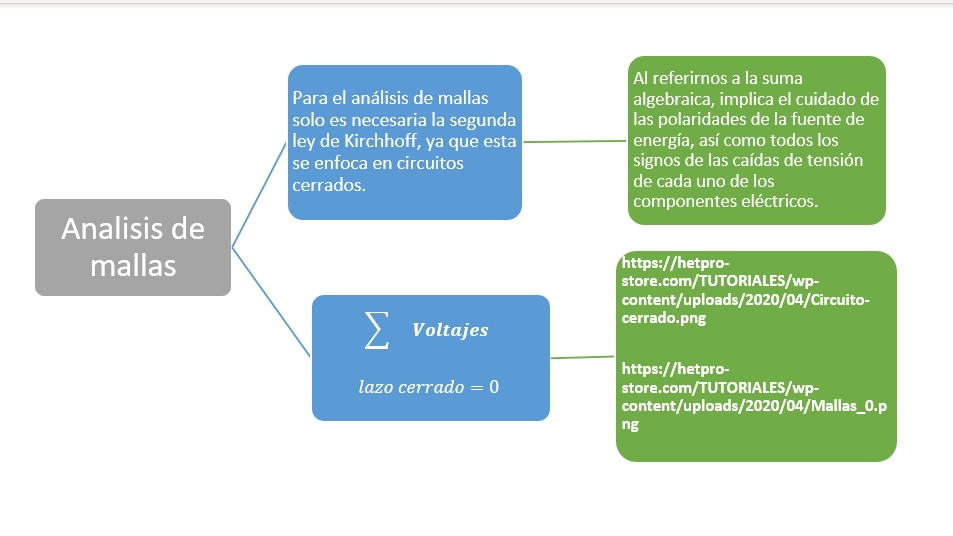 Analisis de
mallas
Para el análisis de mallas
solo es necesaria la segunda
ley de Kirchhoff, ya que esta
se enfoca en circuitos
cerrados.
Al referirnos a la suma
algebraica, implica el cuidado de
las polaridades de la fuente de
energía, así como todos los
signos de las caídas de tensión
de cada uno de los
componentes eléctricos.
∑ Voltajes
lazo cerrado = 0
https://hetpro-
store.com/TUTORIALES/wp-
content/uploads/2020/04/Circuito-
cerrado.png
https://hetpro-
store.com/TUTORIALES/wp-
content/uploads/2020/04/Mallas_0.p
ng